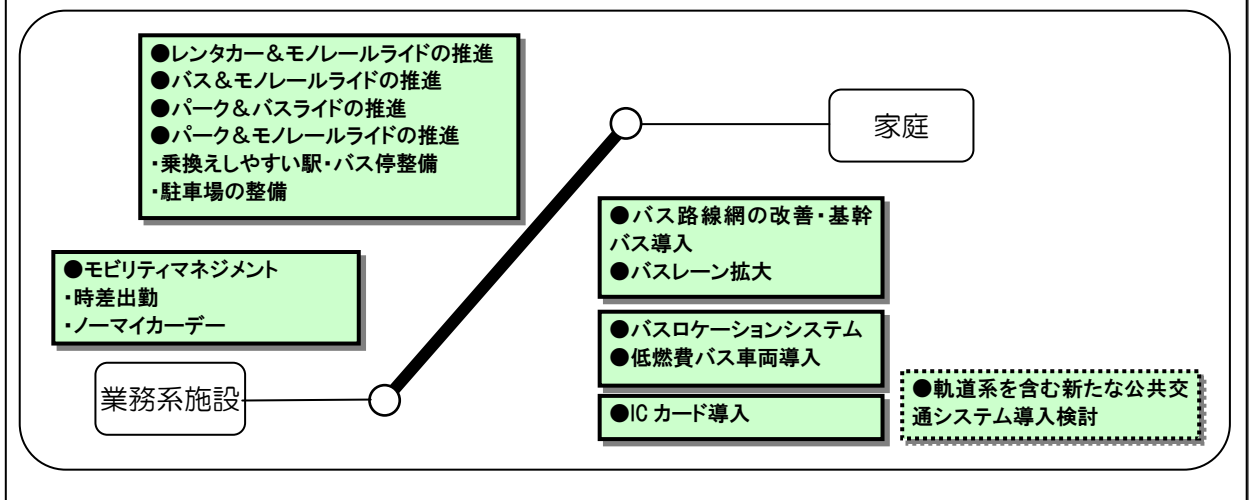 ●レンタカー＆モノレールライドの推進
●バス＆モノレールライドの推進
●パーク＆バスライドの推進
●パーク＆モノレールライドの推進
・乗換えしやすい駅・バス停整備
・駐車場の整備
家庭
●バス路線網の改善・基幹
バス導入
●バスレーン拡大
●モビリティマネジメント
・時差出勤
・ノーマイカーデー
●バスロケーションシステム
●低燃費バス車両導入
業務系施設
●ICカード導入
●軌道系を含む新たな公共交
通システム導入検討